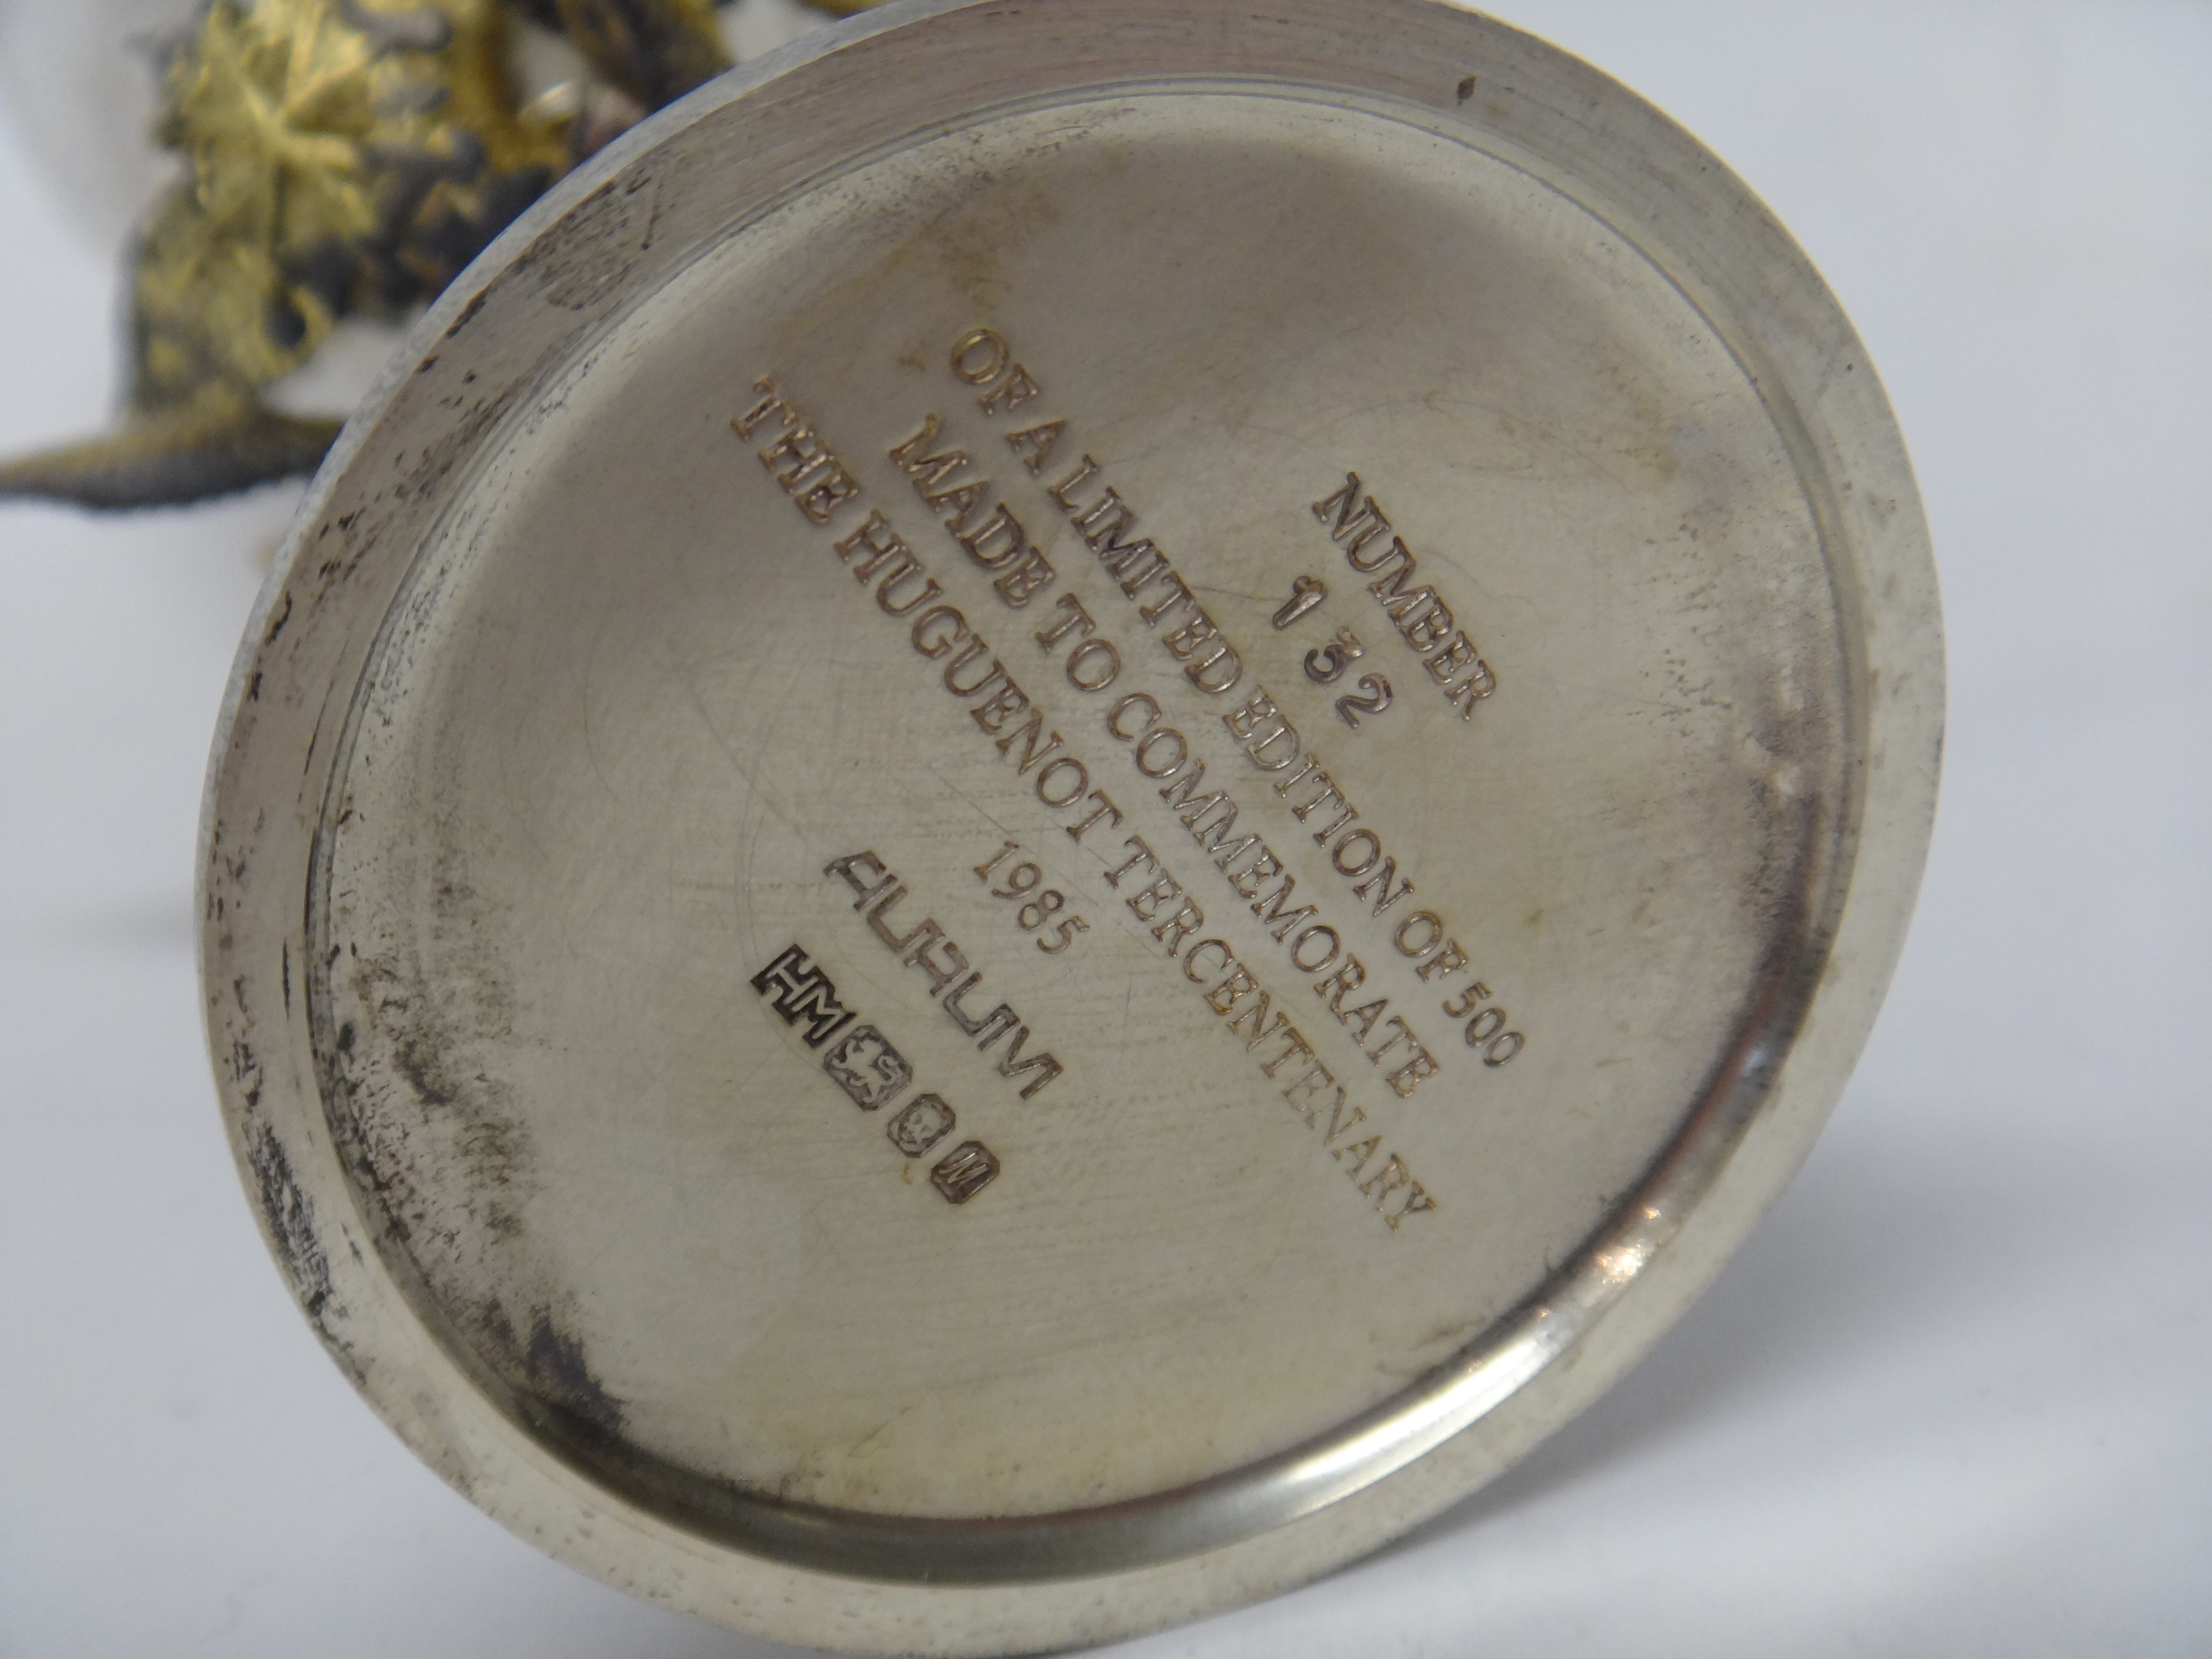 NUMBER
132
OF A LIMITED EDITION OF 500
MADE TO COMMEMORATE
THE HUGUENOT TERCENTENARY
1985
AURUM
HM M